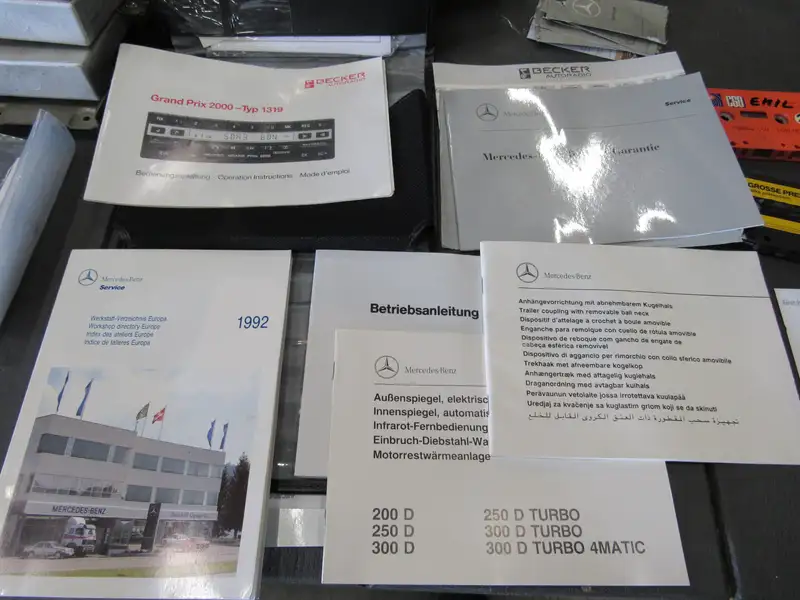 BECKER
AUTORADIO
Grand Prix 2000 – Typ 1319
SDR3 BDN
Bedienungsanleitung Operation Instructions Mode d'emploi
BECKER
AUTORADIO
Service
Mercedes- Garantie
EMIL
GROSSE
Mercedes-Benz
Service
Werkstatt-Verzeichnis Europa
Workshop directory Europe
Index des ateliers Europe
Indice de talleres Europa
1992
MERCEDES-BENZ
Betriebsanleitung
Mercedes-Benz
Außenspiegel, elektrisc
Innenspiegel, automatis
Infrarot-Fernbedienung
Einbruch-Diebstahl-Wa
Motorrestwärmeanlage
200 D
250 D
300 D
250 D TURBO
300 D TURBO
300 D TURBO 4MATIC
Mercedes-Benz
Anhängevorrichtung mit abnehmbarem Kugelhals
Trailer coupling with removable ball neck
Dispositif d'attelage à crochet à boule amovible
Enganche para remolque con cuello de rótula amovible
Dispositivo de reboque com gancho de engate de
cabeça esférica removível
Dispositivo di aggancio per rimorchio con collo sferico amovibile
Trekhaak met afneembare kogelkop
Anhængertræk med aftagelig kuglehals
Draganordning med avtagbar kulhals
Perävaunun vetolaite jossa irrotettava kuulapää
Uredjaj za kvačenje sa kuglastim grlom koji se da skinuti
تجهيزة سحب المقطورة ذات العنق الكروي القابل للخلع